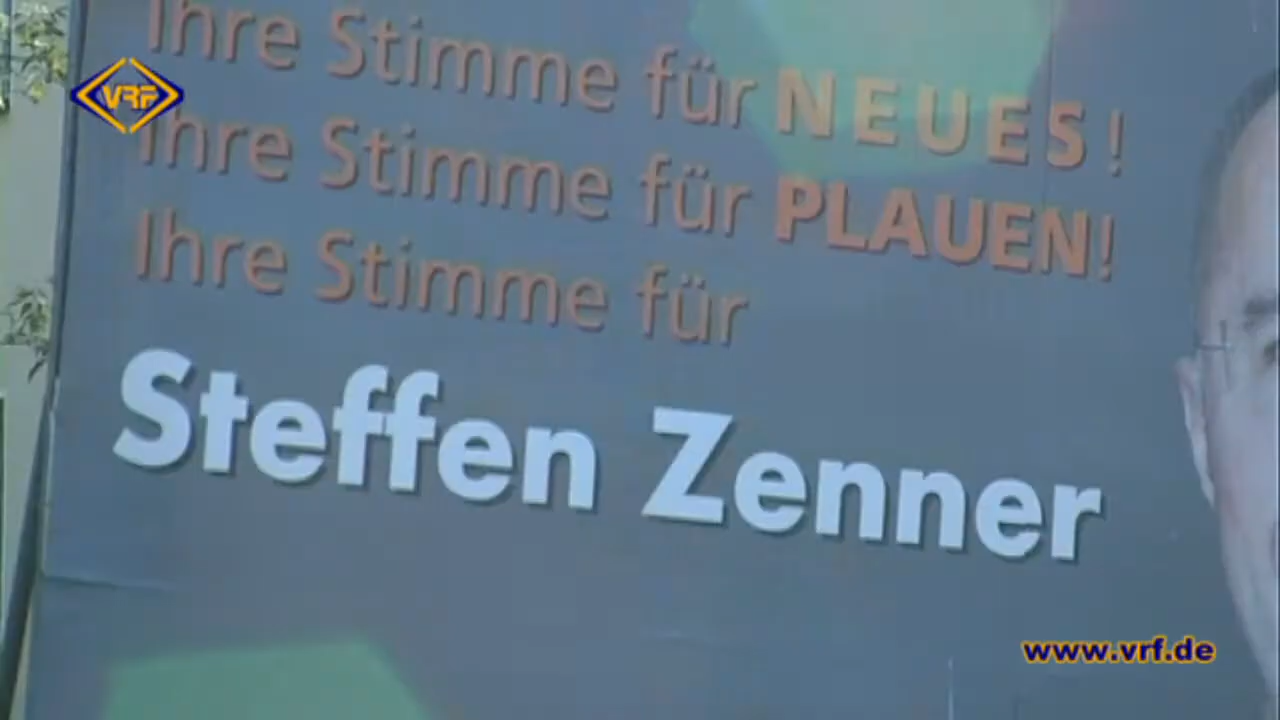 Ihre Stimme für NEUES!
VRF
Ihre Stimme für PLAUEN!
Ihre Stimme für
Steffen Zenner
www.vrf.de